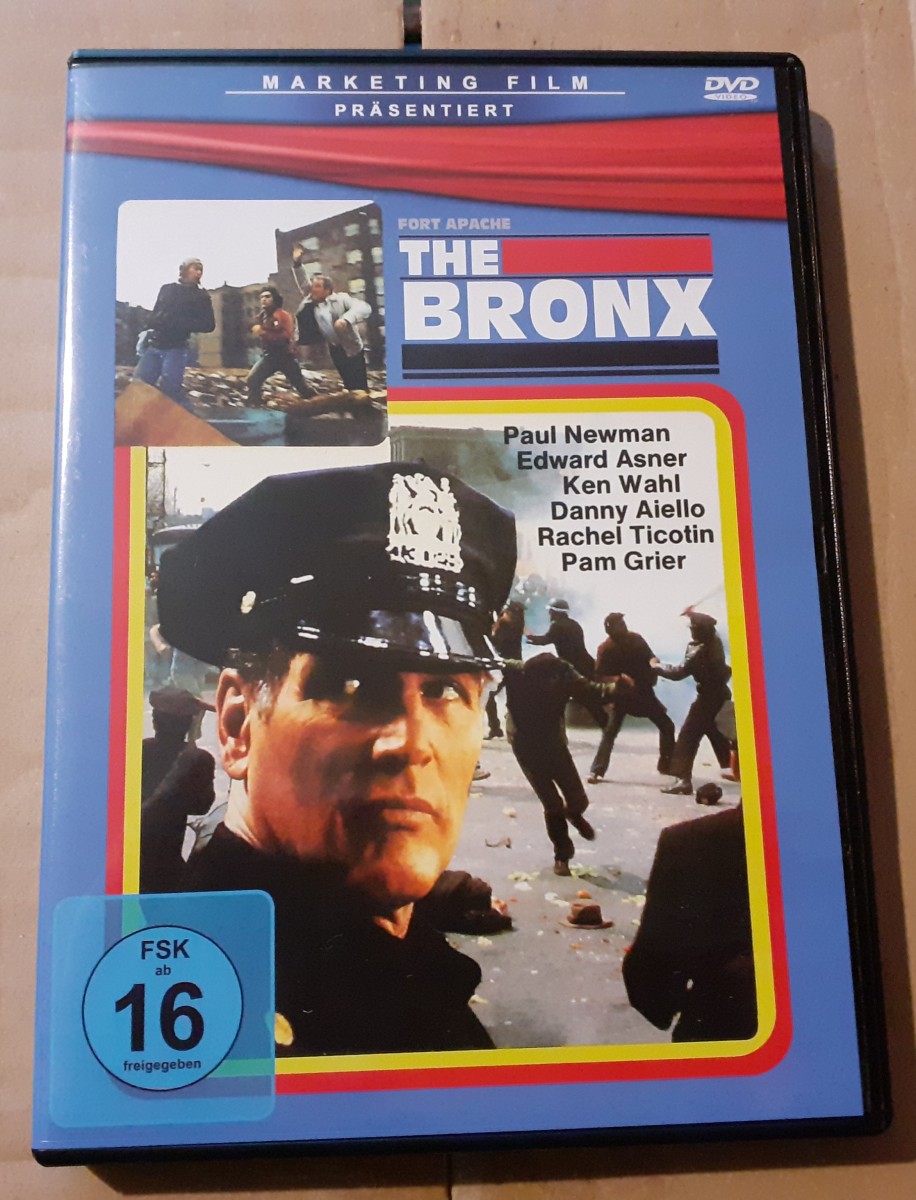 MARKETING FILM
PRÄSENTIERT
DVD
VIDEO
FORT APACHE
THE
BRONX
Paul Newman
Edward Asner
Ken Wahl
Danny Aiello
Rachel Ticotin
Pam Grier
FSK
ab
16
freigegeben